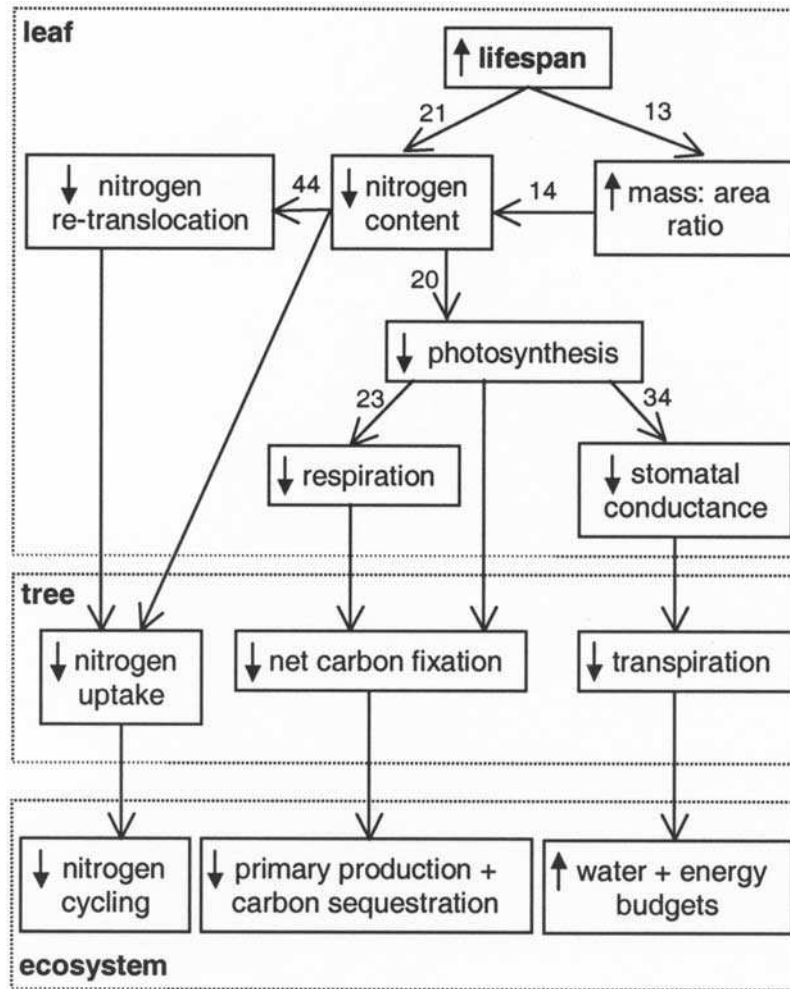 leaf
↑ lifespan
21
13
↓ nitrogen
re-translocation
44
↓ nitrogen
content
14
↑ mass: area
ratio
20
↓ photosynthesis
23
34
↓ respiration
↓ stomatal
conductance
tree
↓ nitrogen
uptake
↓ net carbon fixation
↓ transpiration
↓ nitrogen
cycling
↓ primary production +
carbon sequestration
↑ water + energy
budgets
ecosystem